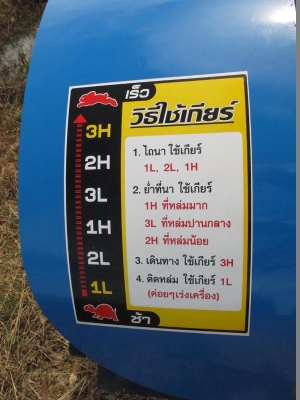 เร็ว
วิธีใช้เกียร์
3H
2H
3L
1H
2L
1L
ช้า
1. ไถนา ใช้เกียร์
1L, 2L, 1H
2. ย่ำที่นา ใช้เกียร์
1H ที่หล่มมาก
3L ที่หล่มปานกลาง
2H ที่หล่มน้อย
3. เดินทาง ใช้เกียร์ 3H
4. ติดหล่ม ใช้เกียร์ 1L
(ค่อยๆเร่งเครื่อง)